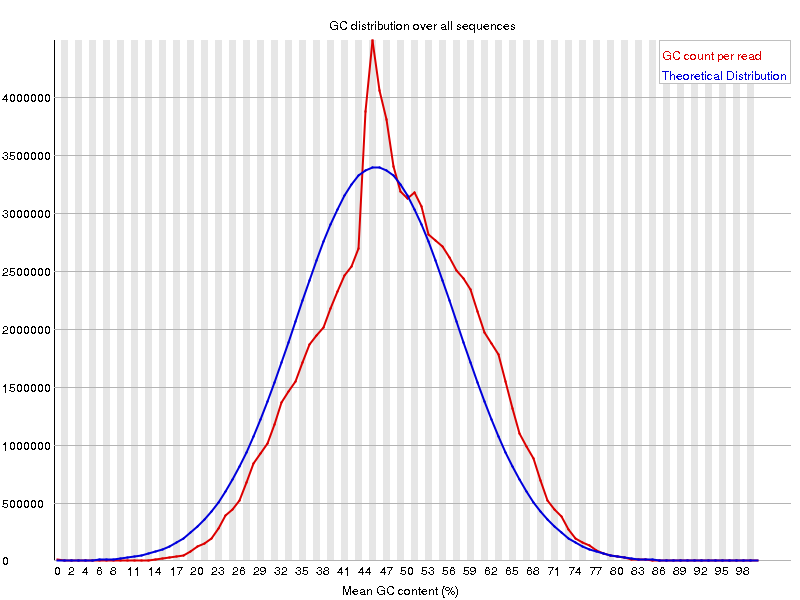 GC distribution over all sequences
GC count per read
Theoretical Distribution
4000000
3500000
3000000
2500000
2000000
1500000
1000000
500000
0
0 2 4 6 8 11 14 17 20 23 26 29 32 35 38 41 44 47 50 53 56 59 62 65 68 71 74 77 80 83 86 89 92 95 98
Mean GC content (%)